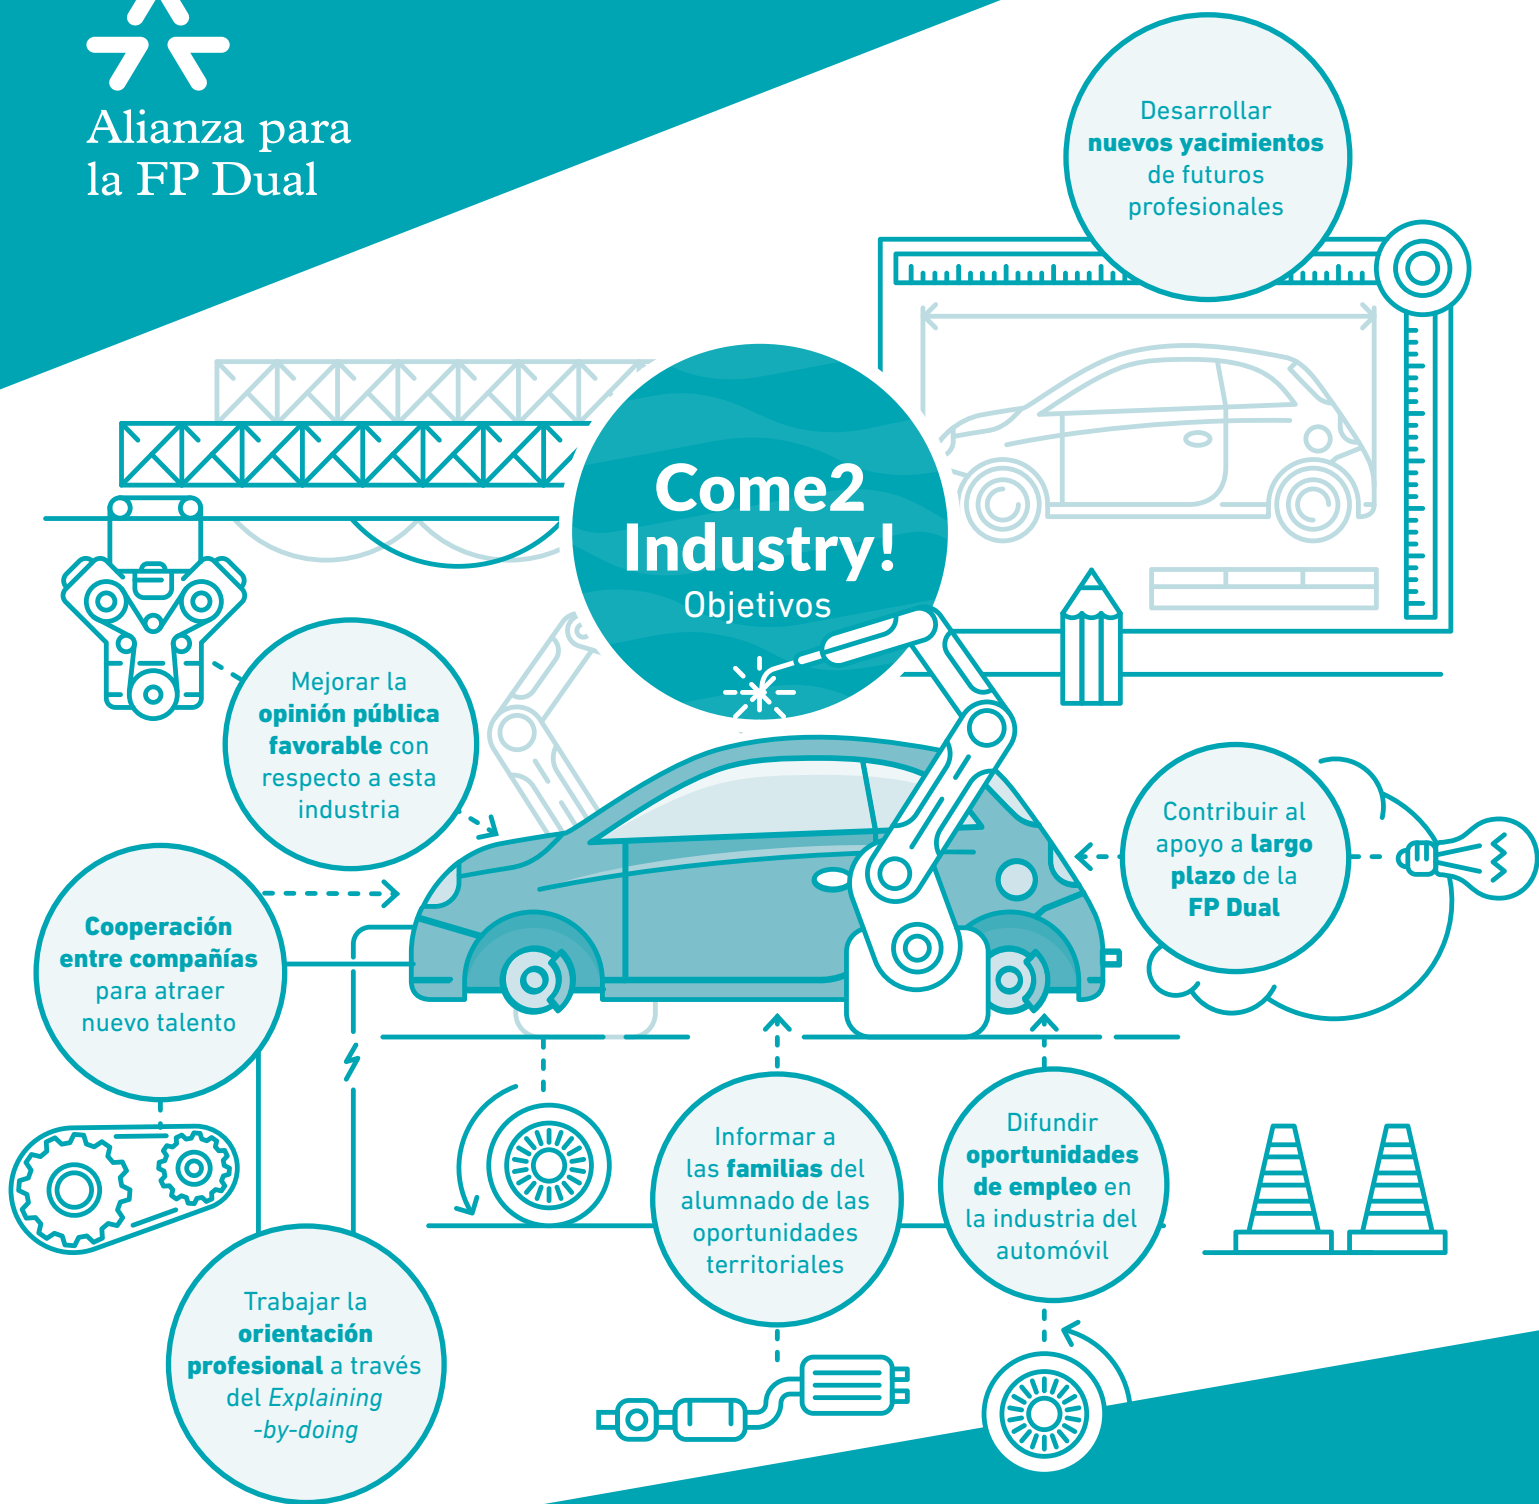 Alianza para
la FP Dual
Desarrollar
nuevos yacimientos
de futuros
profesionales
Come2
Industry!
Objetivos
Mejorar la
opinión pública
favorable con
respecto a esta
industria
Contribuir al
apoyo a largo
plazo de la
FP Dual
Cooperación
entre compañías
para atraer
nuevo talento
Informar a
las familias del
alumnado de las
oportunidades
territoriales
Difundir
oportunidades
de empleo en
la industria del
automóvil
Trabajar la
orientación
profesional a través
del Explaining
-by-doing